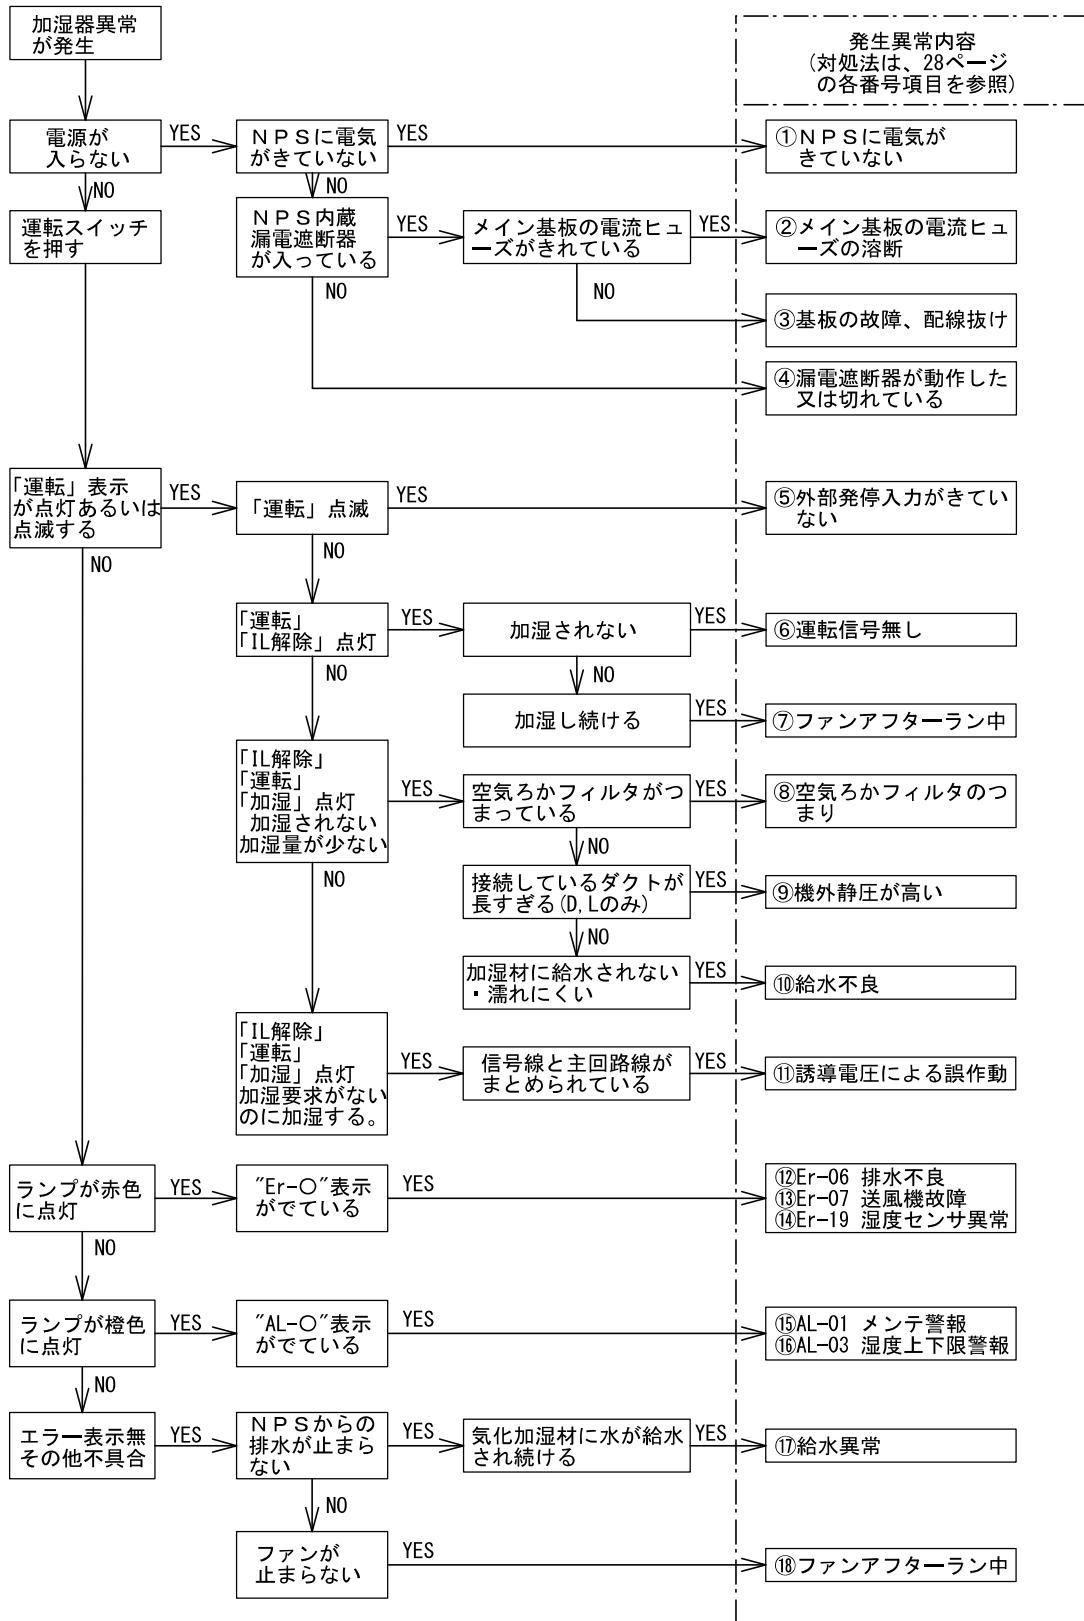 加湿器異常
が発生
発生異常内容
(対処法は、28ページ
の各番号項目を参照)
電源が
入らない
YES
NPSに電気
がきていない
YES
①NPSに電気が
きていない
NO
NO
運転スイッチ
を押す
NPS内蔵
漏電遮断器
が入っている
YES
メイン基板の電流ヒュ
ーズがきれている
YES
②メイン基板の電流ヒュ
ーズの溶断
NO
NO
③基板の故障、配線抜け
④漏電遮断器が動作した
又は切れている
「運転」表示
が点灯あるいは
点滅する
YES
「運転」点滅
YES
⑤外部発停入力がきてい
ない
NO
NO
「運転」
「IL解除」点灯
YES
加湿されない
YES
⑥運転信号無し
NO
NO
加湿し続ける
YES
⑦ファンアフターラン中
「IL解除」
「運転」
「加湿」点灯
加湿されない
加湿量が少ない
YES
空気ろかフィルタがつ
まっている
YES
⑧空気ろかフィルタのつ
まり
NO
NO
接続しているダクトが
長すぎる(D,Lのみ)
YES
⑨機外静圧が高い
NO
加湿材に給水されない
・濡れにくい
YES
⑩給水不良
「IL解除」
「運転」
「加湿」点灯
加湿要求がない
のに加湿する。
YES
信号線と主回路線が
まとめられている
YES
⑪誘導電圧による誤作動
ランプが赤色
に点灯
YES
"Er-○"表示
がでている
YES
⑫Er-06 排水不良
⑬Er-07 送風機故障
⑭Er-19 湿度センサ異常
NO
ランプが橙色
に点灯
YES
"AL-○"表示
がでている
YES
⑮AL-01 メンテ警報
⑯AL-03 湿度上下限警報
NO
エラー表示無
その他不具合
YES
NPSからの
排水が止まら
ない
YES
気化加湿材に水が給水
され続ける
YES
⑰給水異常
NO
ファンが
止まらない
YES
⑱ファンアフターラン中